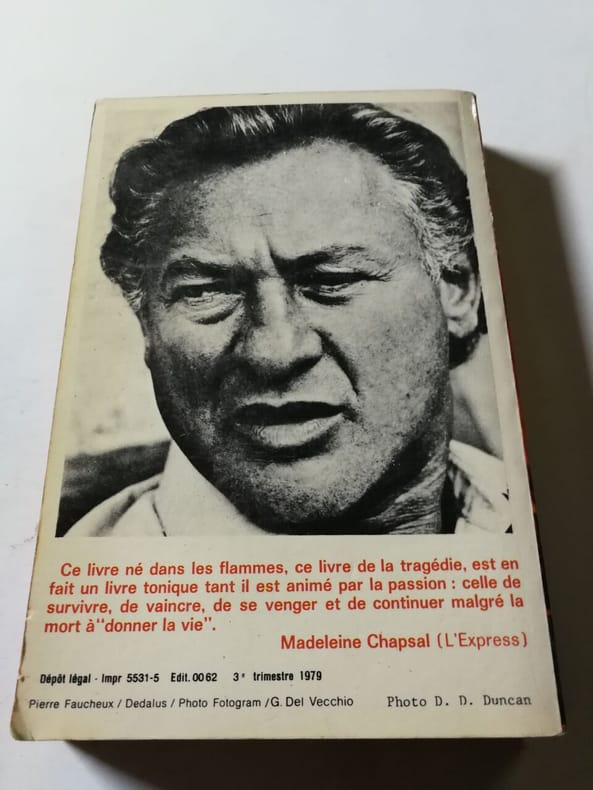 Ce livre né dans les flammes, ce livre de la tragédie, est en
fait un livre tonique tant il est animé par la passion : celle de
survivre, de vaincre, de se venger et de continuer malgré la
mort à"donner la vie".
Madeleine Chapsal (L'Express)
Dépôt légal - Impr 5531-5 Edit. 0062 3e trimestre 1979
Pierre Faucheux / Dedalus / Photo Fotogram /G. Del Vecchio Photo D. D. Duncan